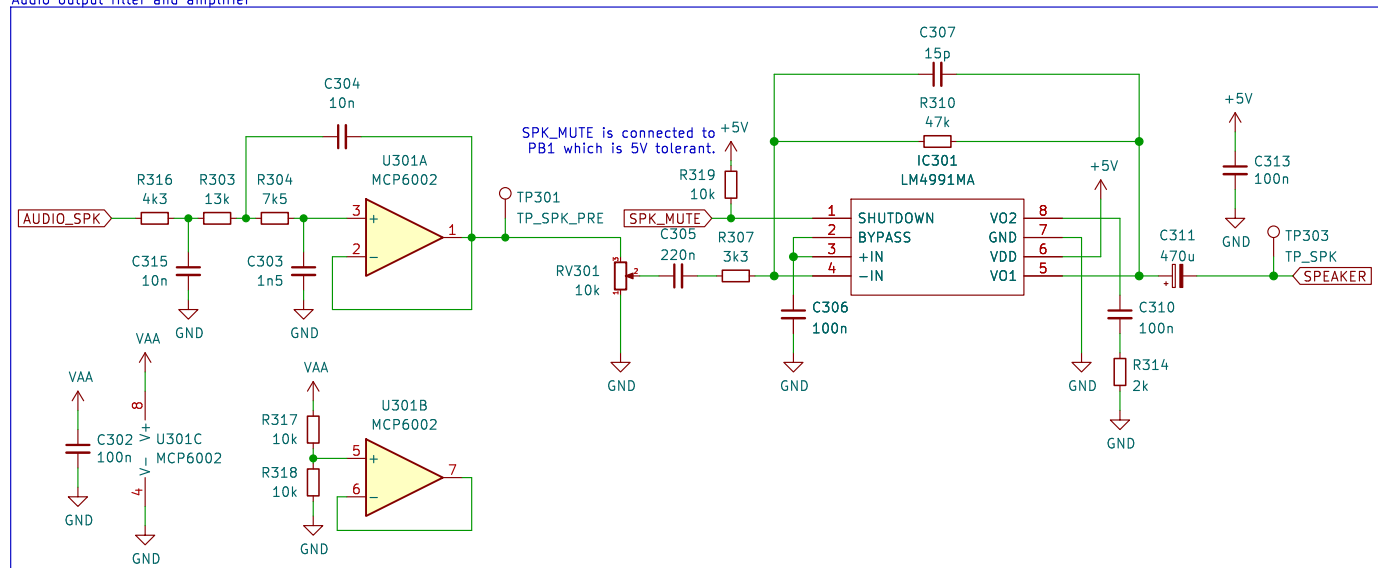 Audio output filter and amplifier
C307
15p
C304
10n
R310
47k
+5V
SPK_MUTE is connected to
PB1 which is 5V tolerant.
+5V
U301A
MCP6002
IC301
LM4991MA
+5V
C313
100n
GND
R316
4k3
R303
13k
R304
7k5
R319
10k
AUDIO_SPK
3
+
2
−
1
TP301
TP_SPK_PRE
SPK_MUTE
1 SHUTDOWN VO2 8
2 BYPASS GND 7
3 +IN VDD 6
4 −IN VO1 5
C305
220n
R307
3k3
C311
470u
+
TP303
TP_SPK
SPEAKER
C315
10n
GND
C303
1n5
GND
RV301
10k
3
2
1
GND
C306
100n
GND
GND
C310
100n
R314
2k
GND
VAA
C302
100n
GND
VAA
8
V+
V−
4
U301C
MCP6002
GND
VAA
R317
10k
R318
10k
GND
U301B
MCP6002
5
+
6
−
7